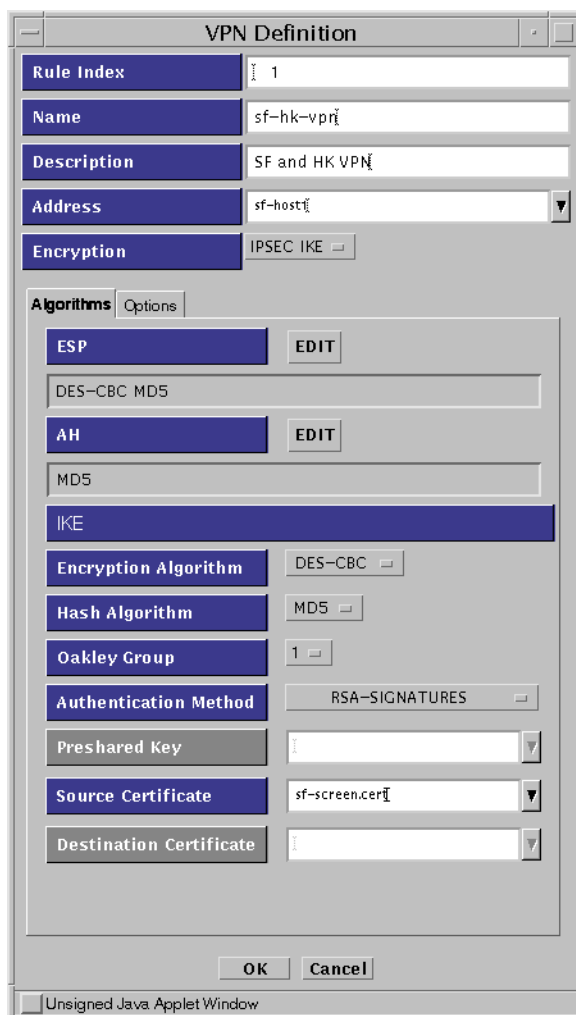 VPN Definition
Rule Index 1
Name sf-hk-vpn
Description SF and HK VPN
Address sf-host1
Encryption IPSEC IKE
Algorithms Options
ESP EDIT
DES-CBC MD5
AH EDIT
MD5
IKE
Encryption Algorithm DES-CBC
Hash Algorithm MD5
Oakley Group 1
Authentication Method RSA-SIGNATURES
Preshared Key
Source Certificate sf-screen.cert
Destination Certificate
OK Cancel
Unsigned Java Applet Window